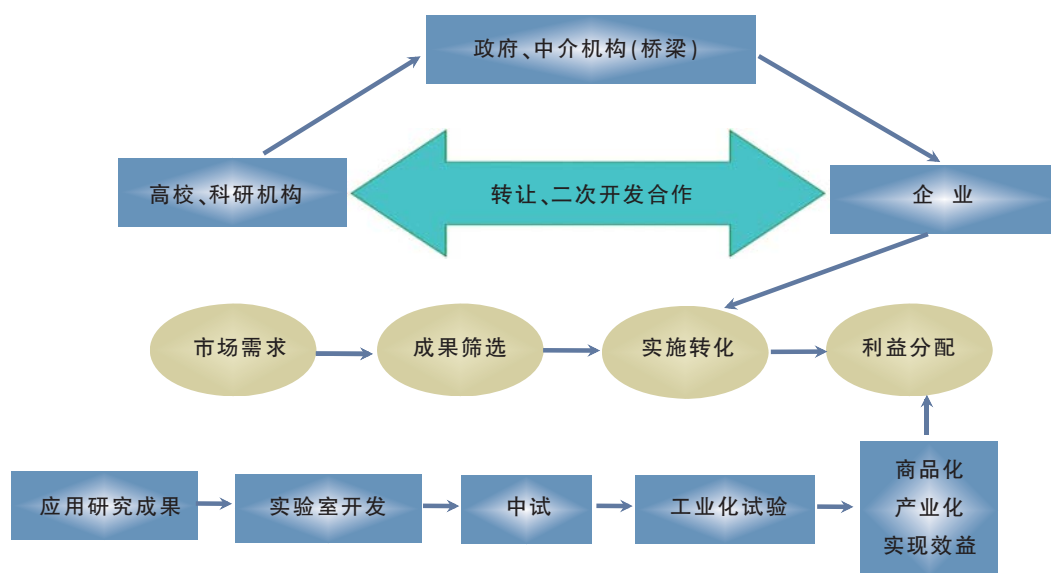 政府、中介机构(桥梁)
高校、科研机构
转让、二次开发合作
企 业
市场需求
成果筛选
实施转化
利益分配
应用研究成果
实验室开发
中试
工业化试验
商品化
产业化
实现效益